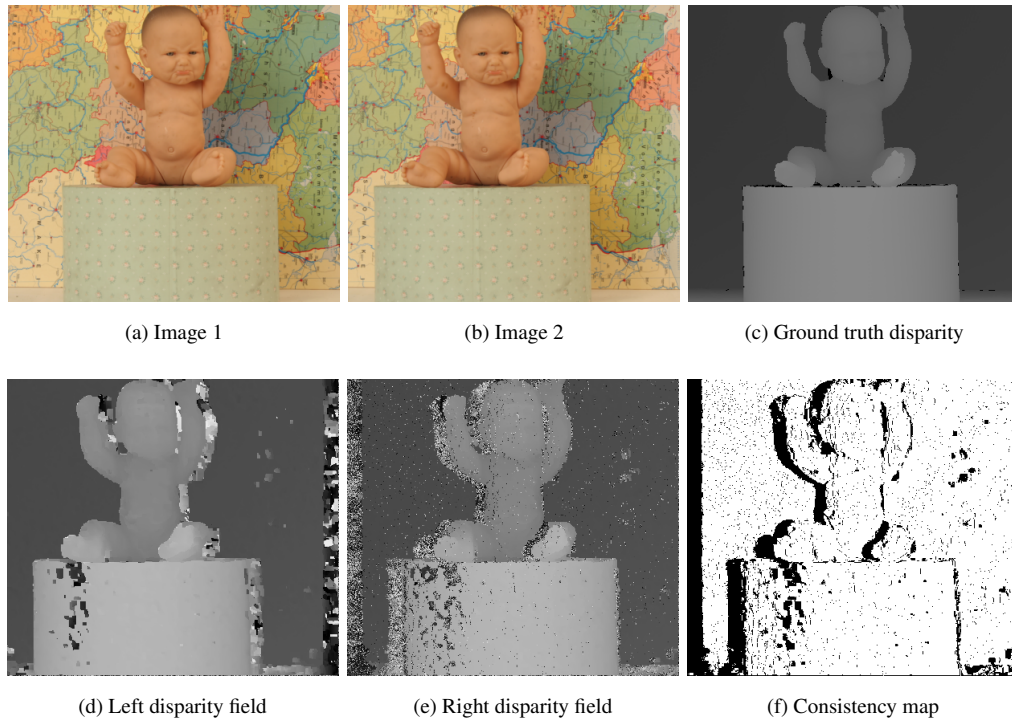 (a) Image 1
(b) Image 2
(c) Ground truth disparity
(d) Left disparity field
(e) Right disparity field
(f) Consistency map